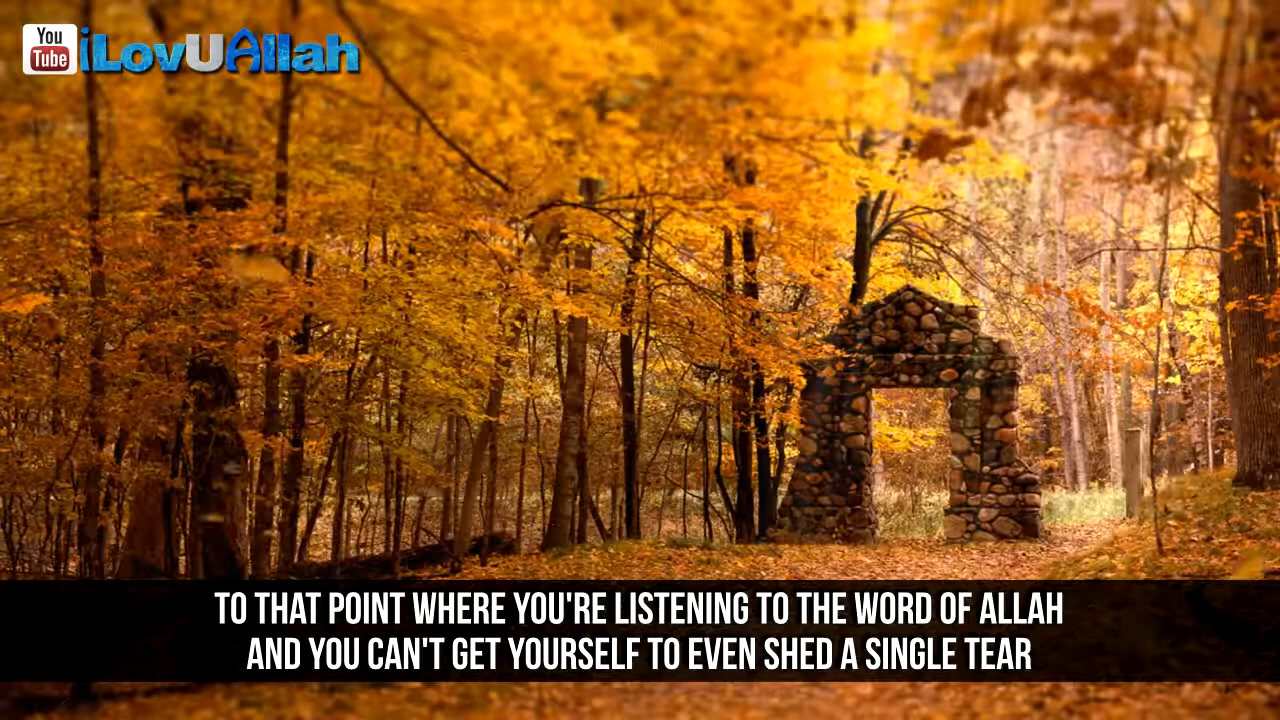 You
Tube
iLovUAllah
TO THAT POINT WHERE YOU'RE LISTENING TO THE WORD OF ALLAH
AND YOU CAN'T GET YOURSELF TO EVEN SHED A SINGLE TEAR